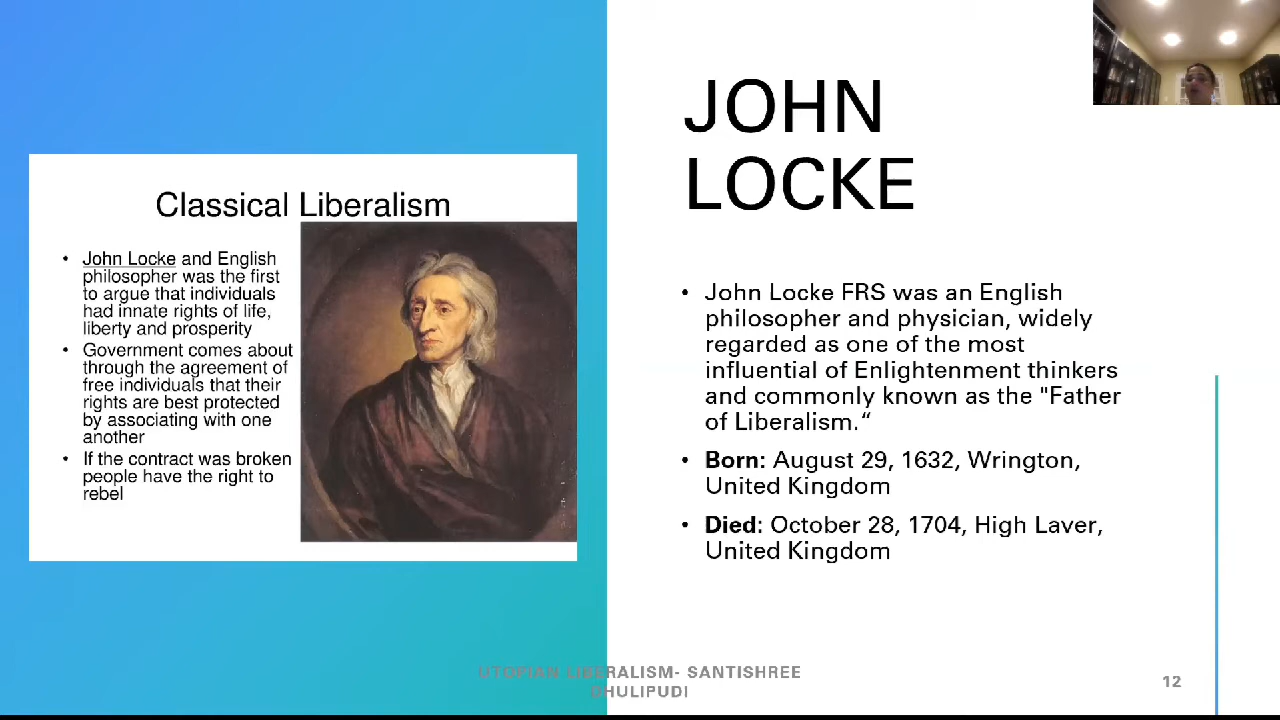 Classical Liberalism
• John Locke and English
philosopher was the first
to argue that individuals
had innate rights of life,
liberty and prosperity
• Government comes about
through the agreement of
free individuals that their
rights are best protected
by associating with one
another
• If the contract was broken
people have the right to
rebel
JOHN
LOCKE
• John Locke FRS was an English
philosopher and physician, widely
regarded as one of the most
influential of Enlightenment thinkers
and commonly known as the "Father
of Liberalism.“
• Born: August 29, 1632, Wrington,
United Kingdom
• Died: October 28, 1704, High Laver,
United Kingdom
UTOPIAN LIBERALISM- SANTISHREE
DHULIPUDI
12